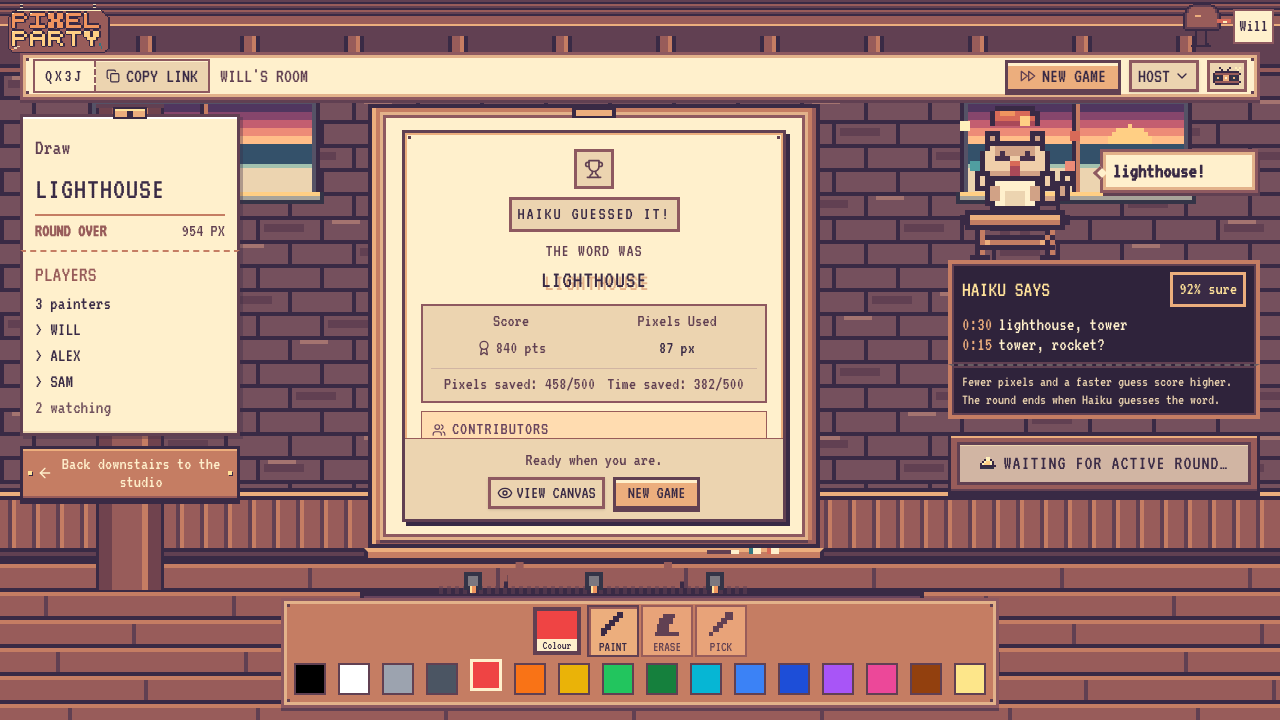 PIXEL
PARTY
Will
QX3J
COPY LINK
WILL'S ROOM
NEW GAME
HOST
Draw
LIGHTHOUSE
ROUND OVER
954 PX
PLAYERS
3 painters
WILL
ALEX
SAM
2 watching
Back downstairs to the
studio
HAIKU GUESSED IT!
THE WORD WAS
LIGHTHOUSE
Score
Pixels Used
840 pts
87 px
Pixels saved: 458/500
Time saved: 382/500
CONTRIBUTORS
Ready when you are.
VIEW CANVAS
NEW GAME
lighthouse!
HAIKU SAYS
92% sure
0:30 lighthouse, tower
0:15 tower, rocket?
Fewer pixels and a faster guess score higher.
The round ends when Haiku guesses the word.
WAITING FOR ACTIVE ROUND…
Colour
PAINT
ERASE
PICK